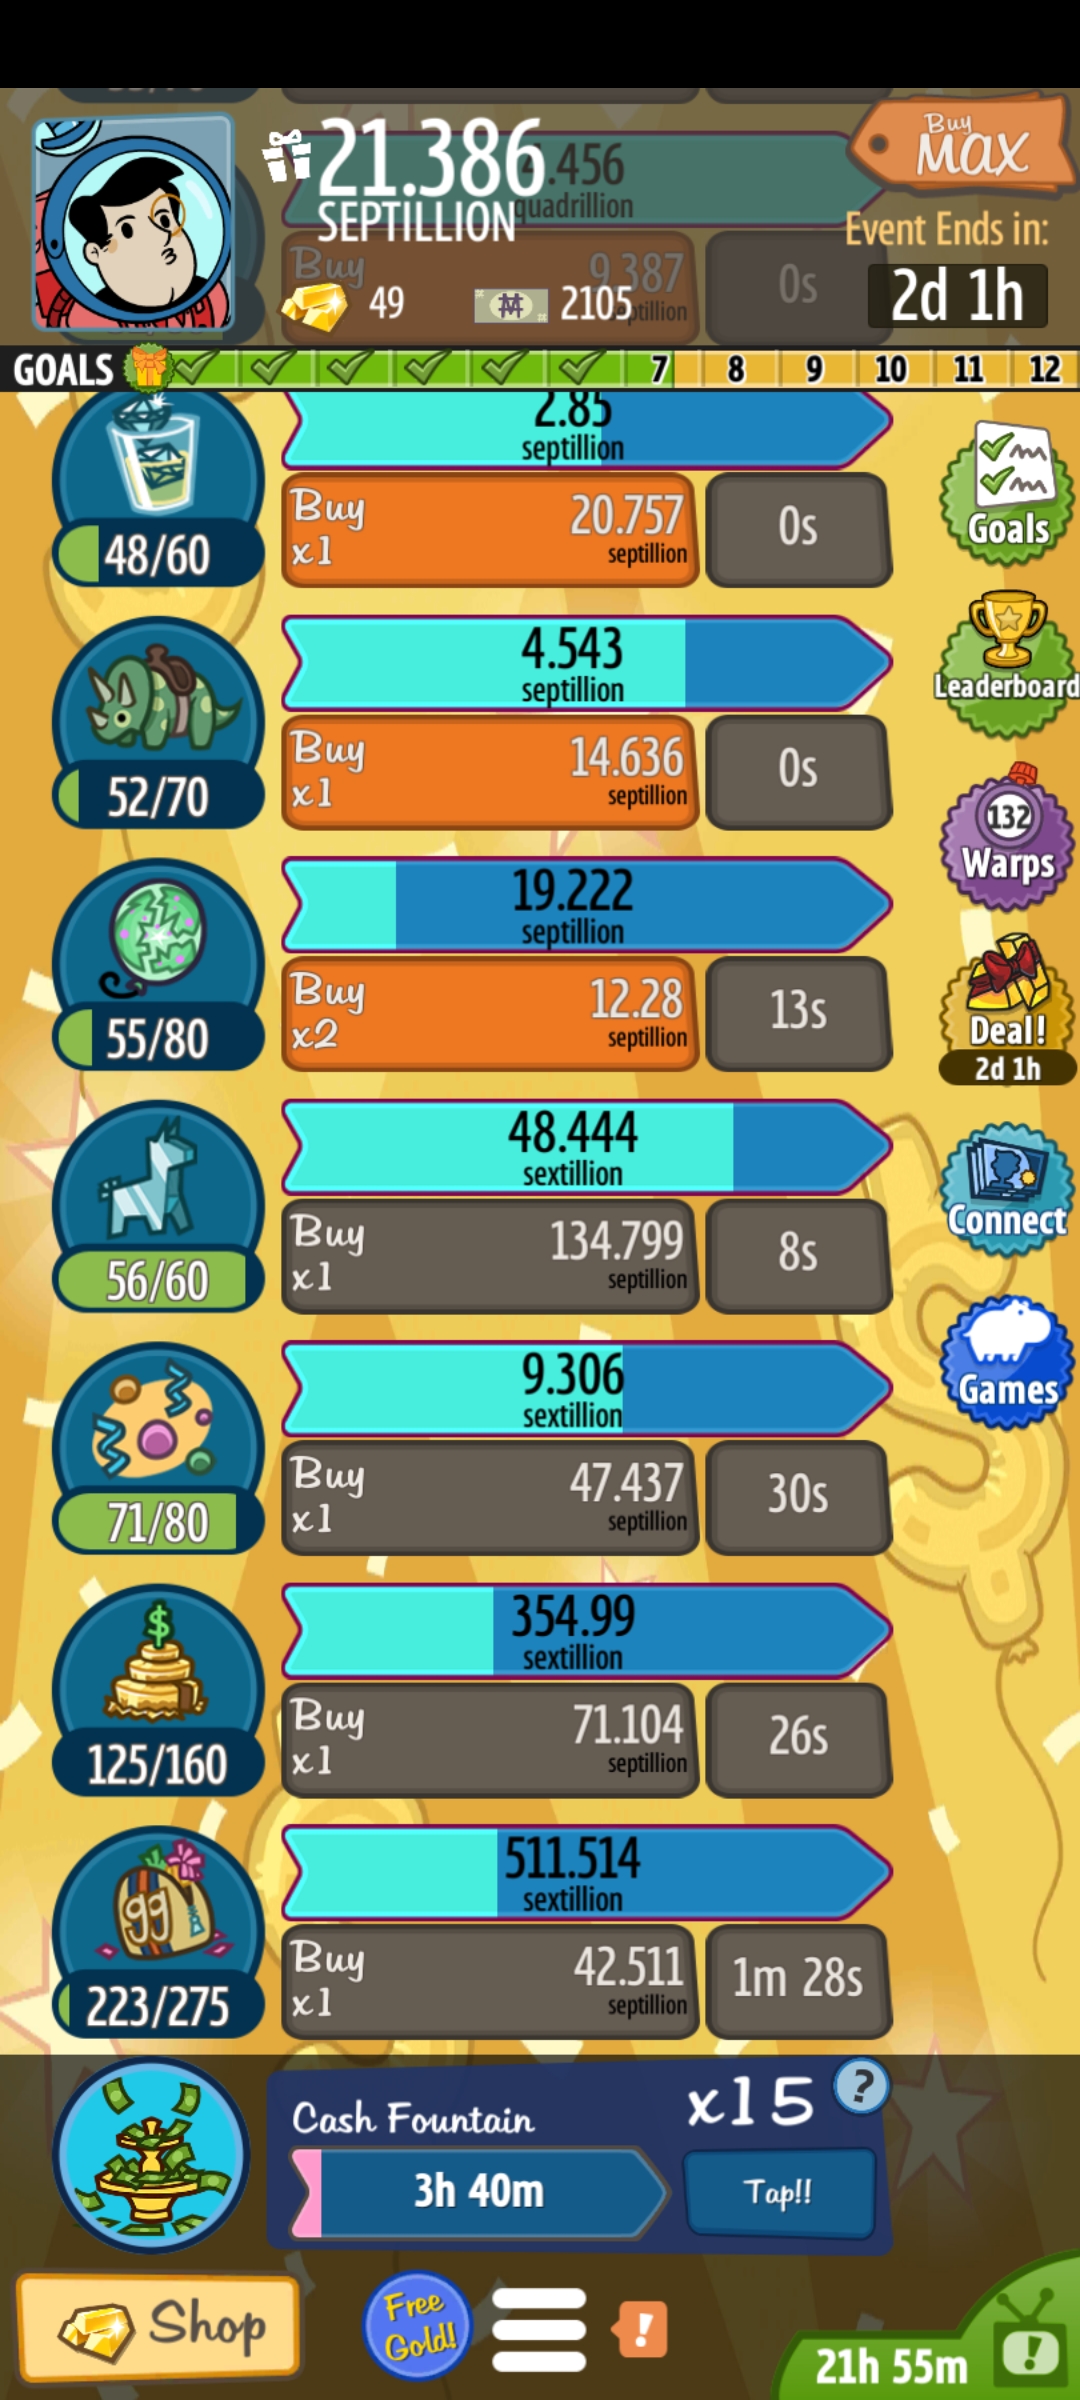 21.386
SEPTILLION
4.456
quadrillion
Buy
MAX
Event Ends in:
2d 1h
Buy
9.387
septillion
0s
49
2105
GOALS 7 8 9 10 11 12
2.85
septillion
48/60
Buy
x1
20.757
septillion
0s
Goals
4.543
septillion
52/70
Buy
x1
14.636
septillion
0s
Leaderboard
19.222
septillion
55/80
Buy
x2
12.28
septillion
13s
132
Warps
Deal!
2d 1h
48.444
sextillion
56/60
Buy
x1
134.799
septillion
8s
Connect
9.306
sextillion
71/80
Buy
x1
47.437
septillion
30s
Games
$
354.99
sextillion
125/160
Buy
x1
71.104
septillion
26s
gg
511.514
sextillion
223/275
Buy
x1
42.511
septillion
1m 28s
Cash Fountain
x15
?
3h 40m
Tap!!
Shop
Free
Gold!
!
21h 55m
!